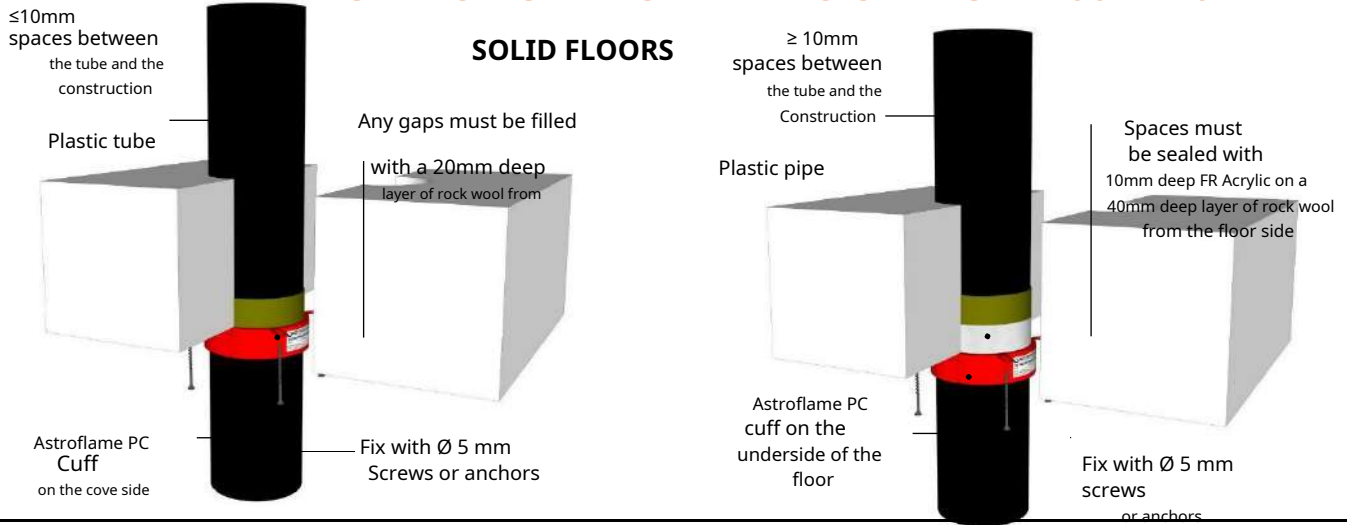 SOLID FLOORS
≤10mm
spaces between
the tube and the
construction
Plastic tube
Any gaps must be filled
with a 20mm deep
layer of rock wool from
Astroflame PC
Cuff
on the cove side
Fix with Ø 5 mm
Screws or anchors
≥ 10mm
spaces between
the tube and the
Construction
Plastic pipe
Spaces must
be sealed with
10mm deep FR Acrylic on a
40mm deep layer of rock wool
from the floor side
Astroflame PC
cuff on the
underside of the
floor
Fix with Ø 5 mm
screws
or anchors